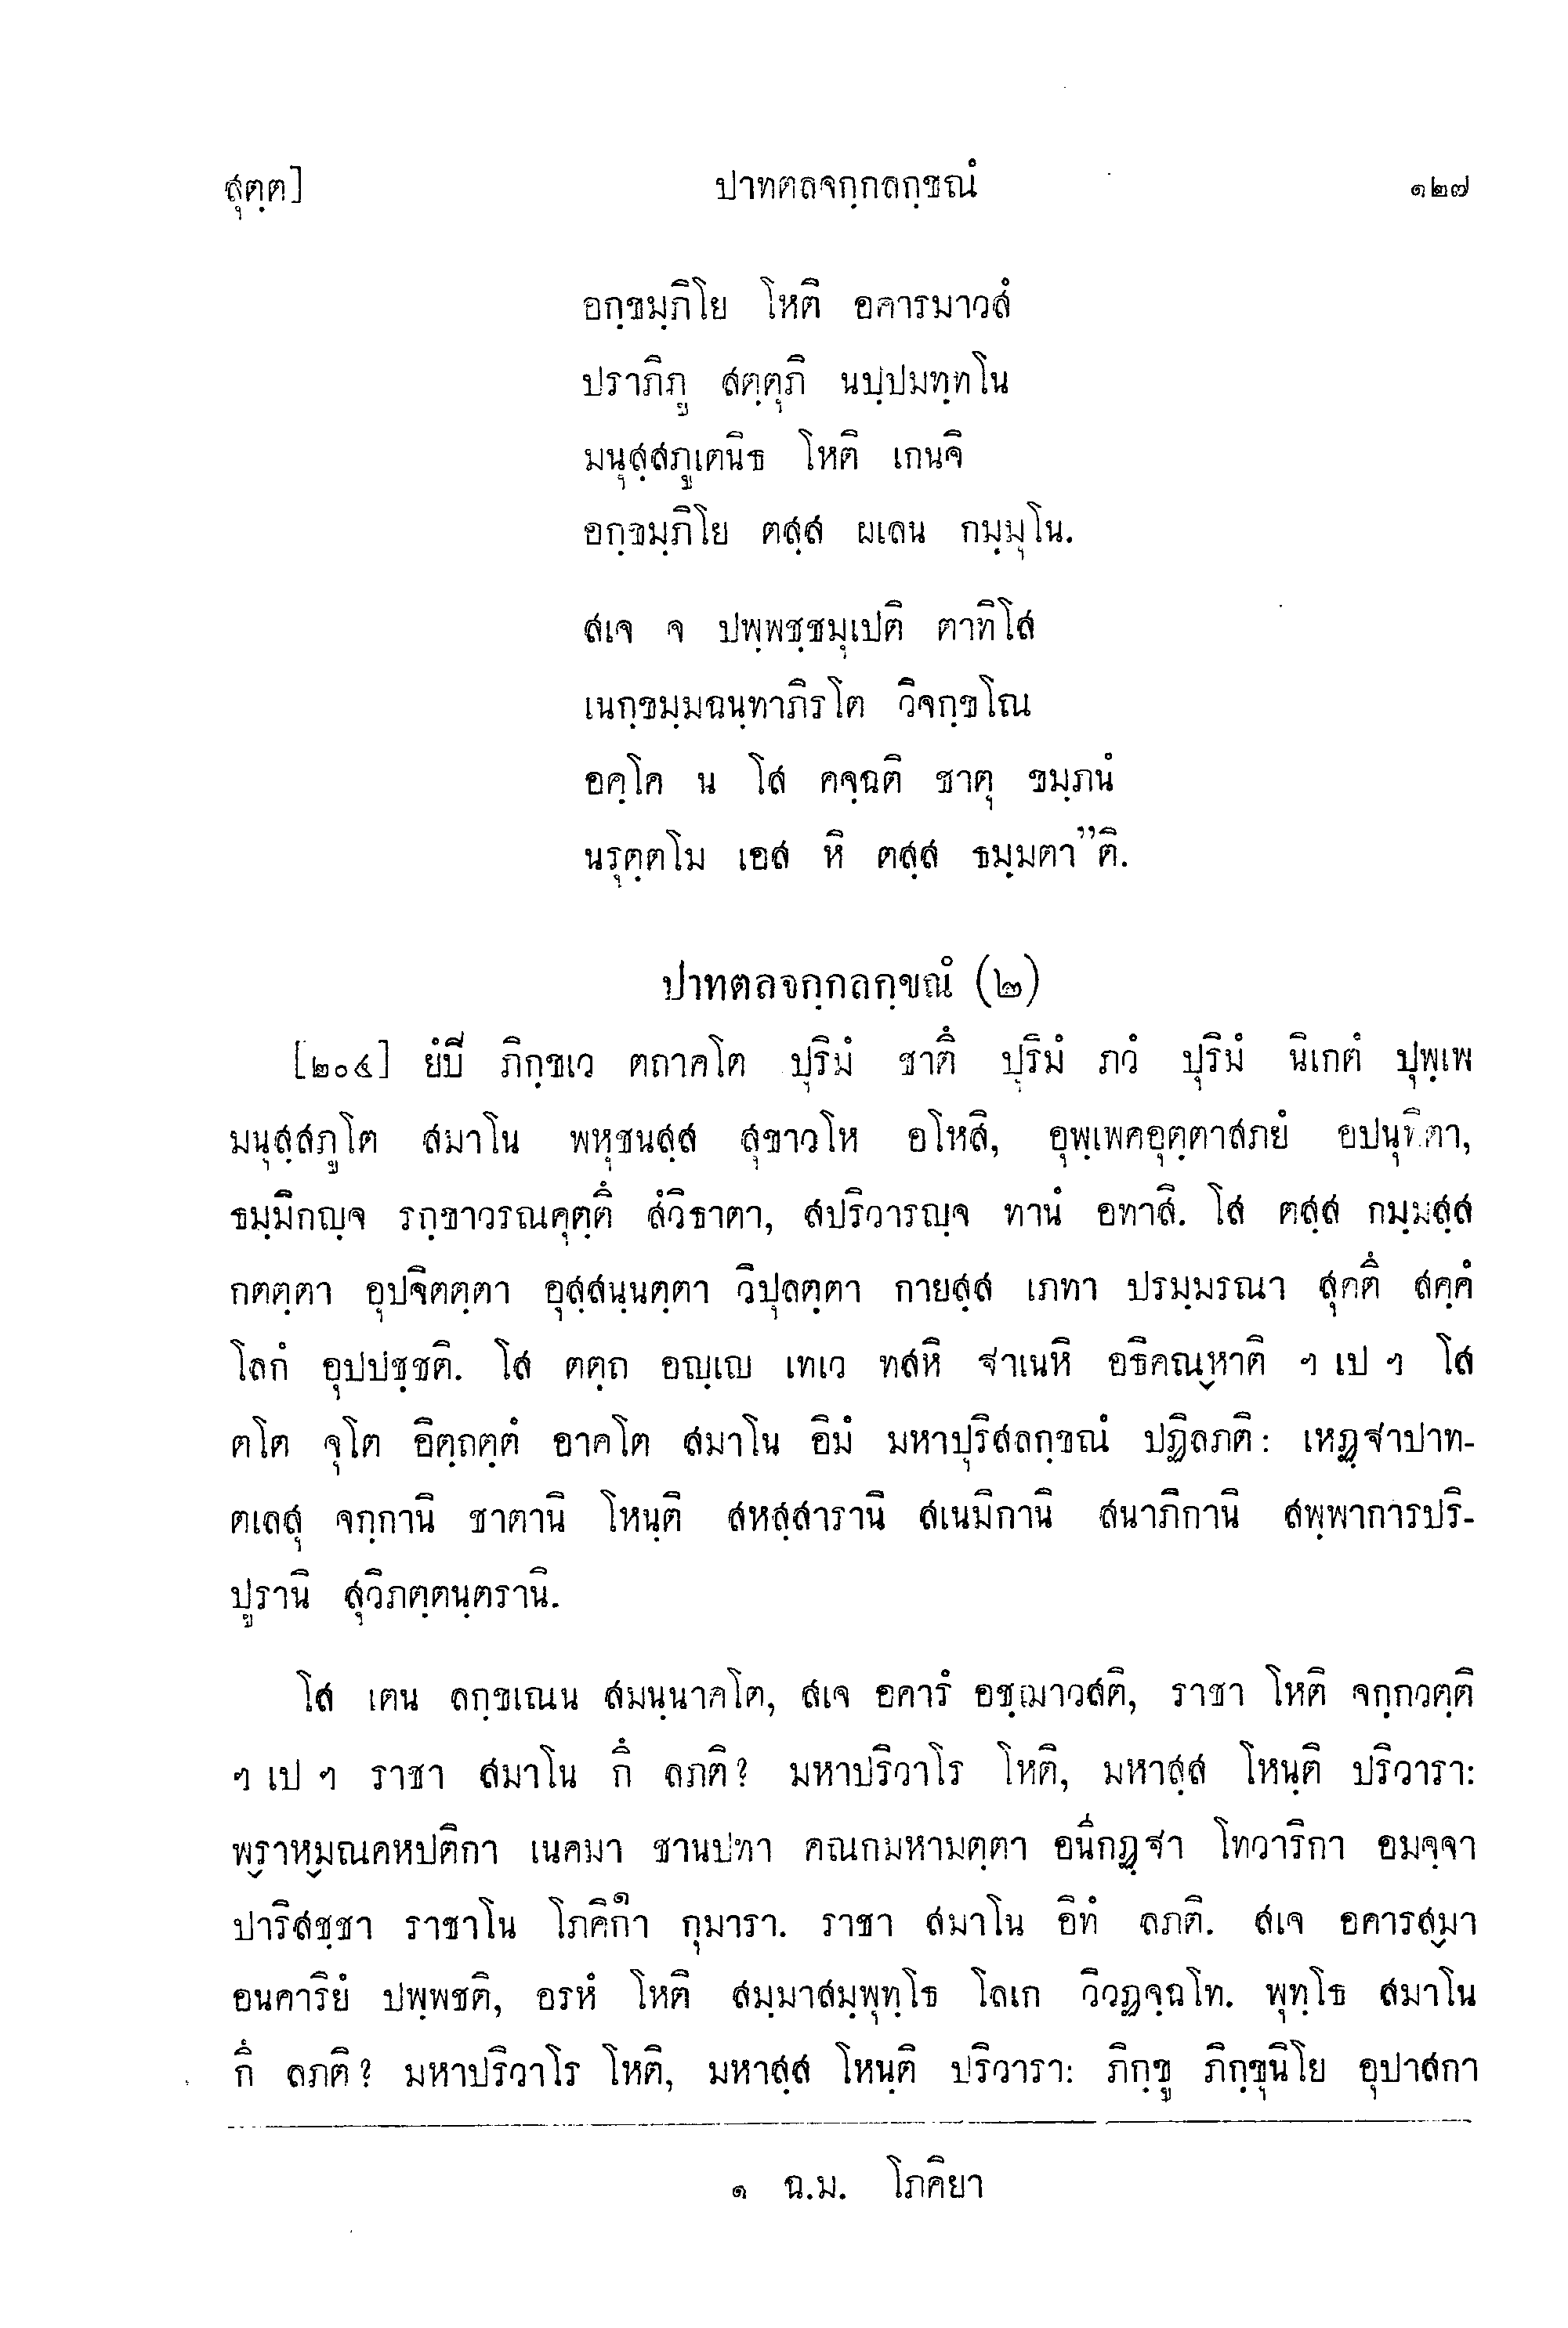 สุตฺต] ปาทตลจกฺกลกฺขณํ ๑๒๗
อกฺขมฺภิโย โหติ อคารมาวสํ
ปราภิภู สตฺตุภิ นปฺปมทฺทโน
มนุสฺสภูเตนิธ โหติ เกนจิ
อกฺขมฺภิโย ตสฺส ผเลน กมฺมุโน.
สเจ จ ปพฺพชฺชมุเปติ ตาทิโส
เนกฺขมฺมฉนฺทาภิรโต วิจกฺขโณ
อคฺโค น โส คจฺฉติ ชาตุ ขมฺภนํ
นรุตฺตโม เอส หิ ตสฺส ธมฺมตา”ติ.
ปาทตลจกฺกลกฺขณํ (๒)
[๒๐๔] ยํปิ ภิกฺขเว ตถาคโต ปุริมํ ชาตึ ปุริมํ ภวํ ปุริมํ นิเกตํ ปุพฺเพ
มนุสฺสภูโต สมาโน พหุชนสฺส สุขาวโห อโหสิ, อุพฺเพคอุตฺตาสภยํ อปนุทิตา,
ธมฺมิกญฺจ รกฺขาวรณคุตฺตึ สํวิธาตา, สปริวารญฺจ ทานํ อทาสิ. โส ตสฺส กมฺมสฺส
กตตฺตา อุปจิตตฺตา อุสฺสนฺนตฺตา วิปุลตฺตา กายสฺส เภทา ปรมฺมรณา สุคตึ สคฺคํ
โลกํ อุปปชฺชติ. โส ตตฺถ อญฺเญ เทเว ทสหิ ฐาเนหิ อธิคณฺหาติ ฯ เป ฯ โส
ตโต จุโต อิตฺถตฺตํ อาคโต สมาโน อิมํ มหาปุริสลกฺขณํ ปฏิลภติ: เหฏฺฐาปาท-
ตเลสุ จกฺกานิ ชาตานิ โหนฺติ สหสฺสารานิ สเนมิกานิ สนาภิกานิ สพฺพาการปริ-
ปูรานิ สุวิภตฺตนฺตรานิ.
โส เตน ลกฺขเณน สมนฺนาคโต, สเจ อคารํ อชฺฌาวสติ, ราชา โหติ จกฺกวตฺติ
ฯ เป ฯ ราชา สมาโน กึ ลภติ? มหาปริวาโร โหติ, มหาสฺส โหนฺติ ปริวารา:
พฺราหฺมณคหปติกา เนคมา ชานปทา คณกมหามตฺตา อนีกฏฺฐา โทวาริกา อมจฺจา
ปาริสชฺชา ราชาโน โภคิกา๑ กุมารา. ราชา สมาโน อิทํ ลภติ. สเจ อคารสฺมา
อนคาริยํ ปพฺพชติ, อรหํ โหติ สมฺมาสมฺพุทฺโธ โลเก วิวฏจฺฉโท. พุทฺโธ สมาโน
กึ ลภติ? มหาปริวาโร โหติ, มหาสฺส โหนฺติ ปริวารา: ภิกฺขู ภิกฺขุนิโย อุปาสกา
๑ ฉ.ม. โภคิยา